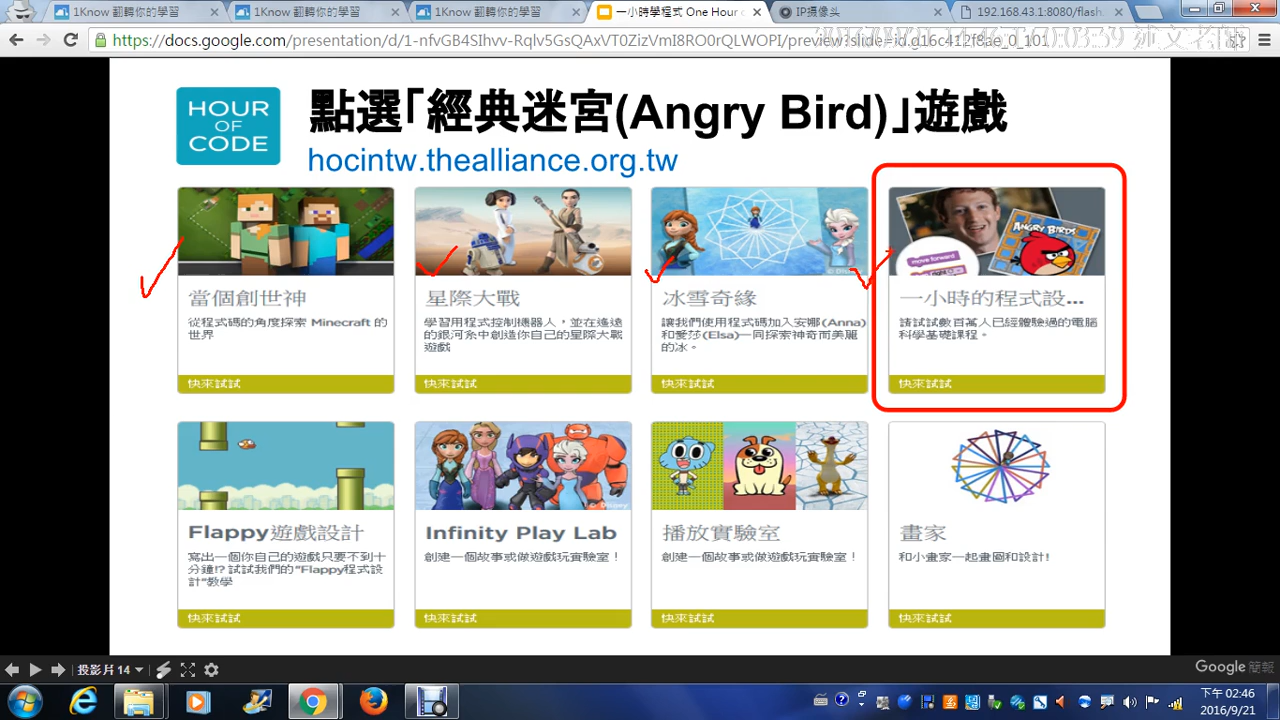 1Know 翻轉你的學習
1Know 翻轉你的學習
1Know 翻轉你的學習
一小時學程式 One Hour o
IP摄像头
192.168.43.1:8080/flash
HOUR
OF
CODE
點選「經典迷宮(Angry Bird)」遊戲
hocintw.thealliance.org.tw
ANGRY BIRDS
move forward
© Disney
當個創世神
從程式碼的角度探索 Minecraft 的
世界
快來試試
星際大戰
學習用程式控制機器人，並在遙遠
的銀河系中創造你自己的星際大戰
遊戲
快來試試
冰雪奇緣
讓我們使用程式碼加入安娜(Anna)
和愛莎(Elsa)一同探索神奇而美麗
的冰。
快來試試
一小時的程式設...
請試試數百萬人已經體驗過的電腦
科學基礎課程。
快來試試
Flappy遊戲設計
寫出一個你自己的遊戲只要不到十
分鐘!? 試試我們的"Flappy程式設
計"教學
快來試試
Infinity Play Lab
創建一個故事或做遊戲玩實驗室！
快來試試
播放實驗室
創建一個故事或做遊戲玩實驗室！
快來試試
畫家
和小畫家一起畫圖和設計!
快來試試
投影片 14
Google 簡報
下午 02:46
2016/9/21